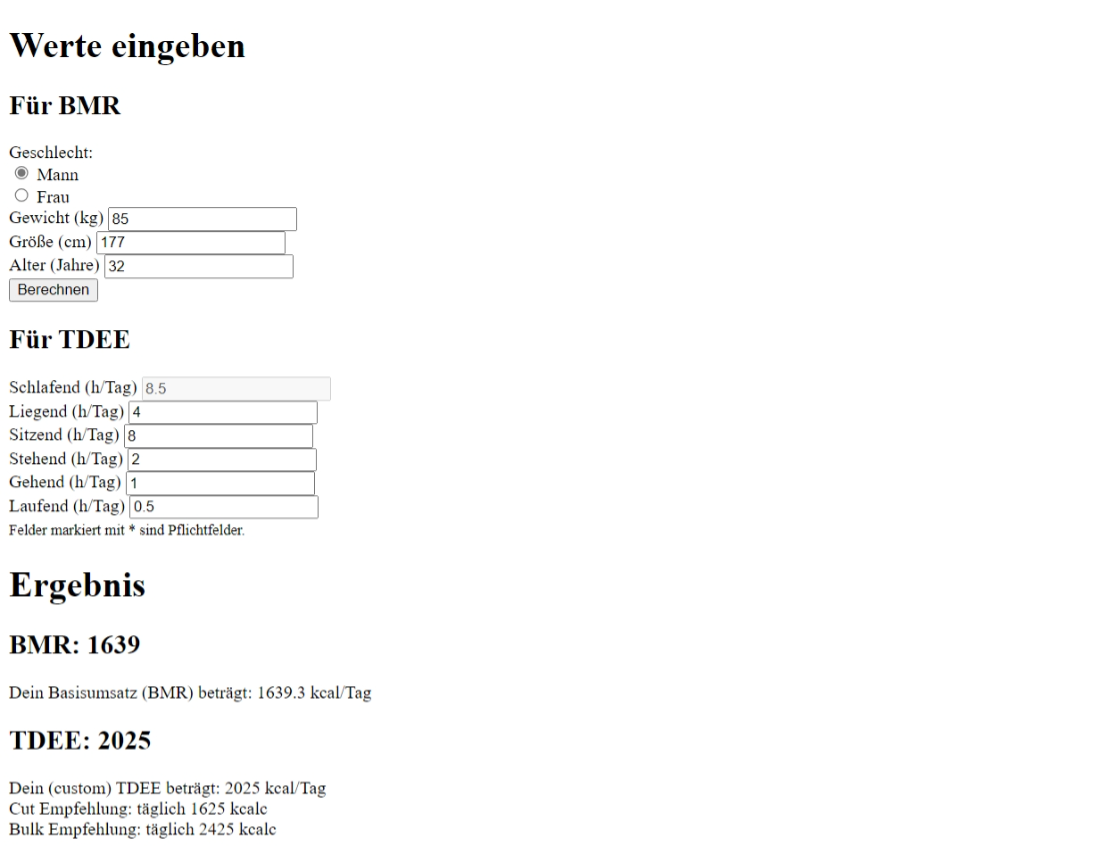 Werte eingeben
Für BMR
Geschlecht:
Mann
Frau
Gewicht (kg) 85
Größe (cm) 177
Alter (Jahre) 32
Berechnen
Für TDEE
Schlafend (h/Tag) 8.5
Liegend (h/Tag) 4
Sitzend (h/Tag) 8
Stehend (h/Tag) 2
Gehend (h/Tag) 1
Laufend (h/Tag) 0.5
Felder markiert mit * sind Pflichtfelder.
Ergebnis
BMR: 1639
Dein Basisumsatz (BMR) beträgt: 1639.3 kcal/Tag
TDEE: 2025
Dein (custom) TDEE beträgt: 2025 kcal/Tag
Cut Empfehlung: täglich 1625 kcalc
Bulk Empfehlung: täglich 2425 kcalc